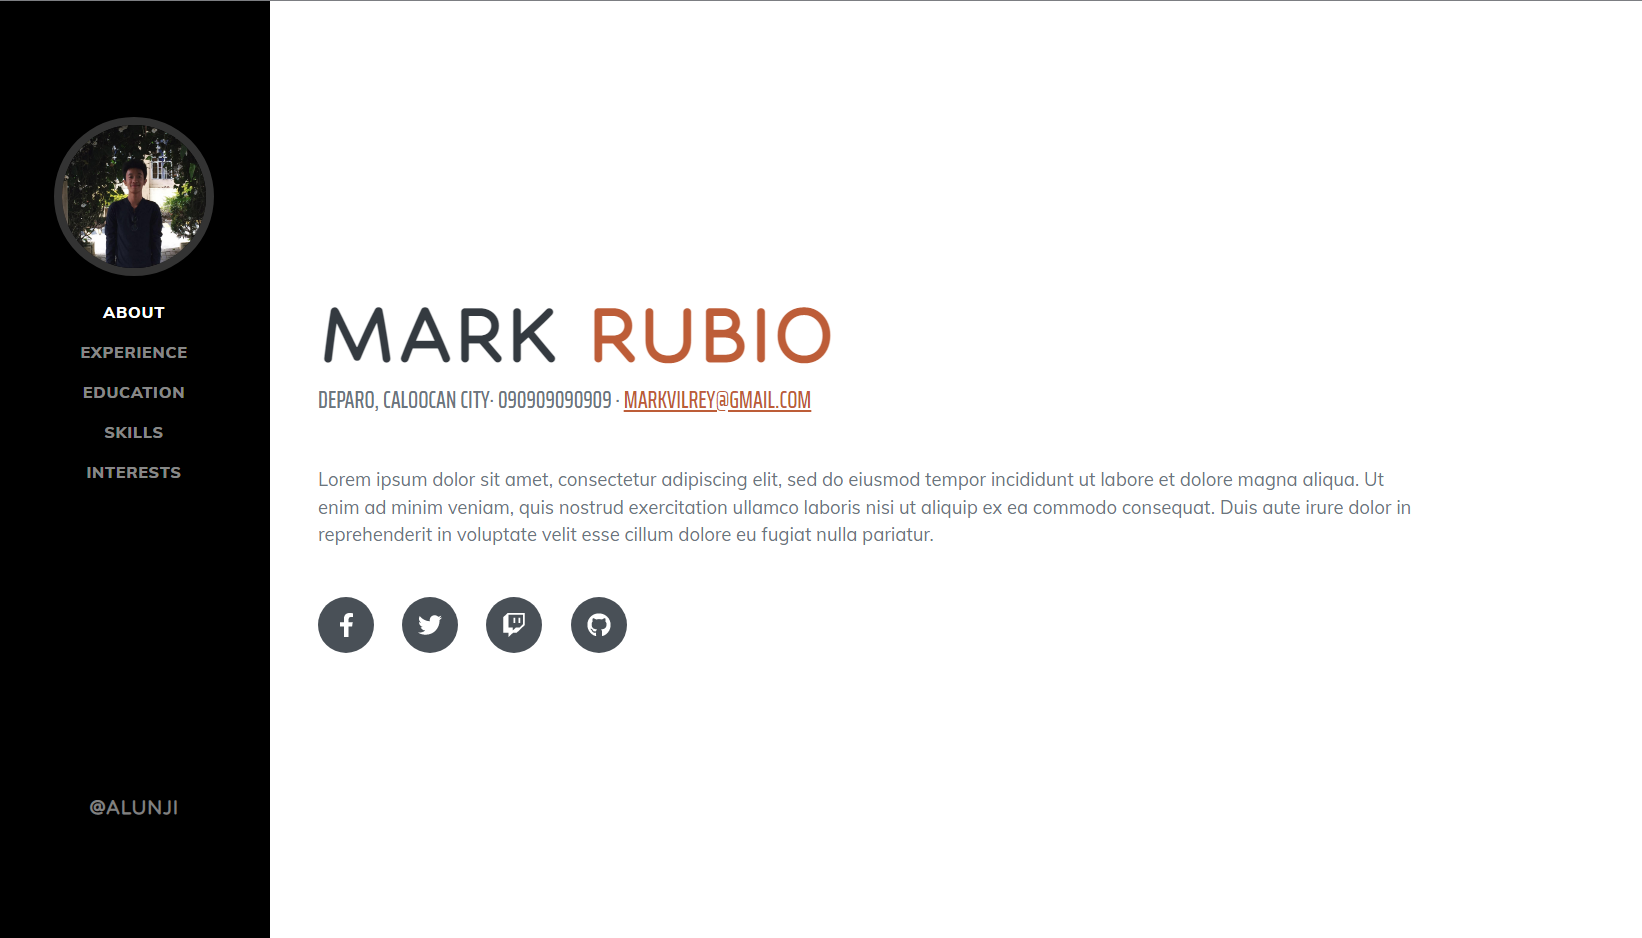 ABOUT
EXPERIENCE
EDUCATION
SKILLS
INTERESTS
@ALUNJI
MARK RUBIO
DEPARO, CALOOCAN CITY· 090909090909 · MARKVILREY@GMAIL.COM
Lorem ipsum dolor sit amet, consectetur adipiscing elit, sed do eiusmod tempor incididunt ut labore et dolore magna aliqua. Ut
enim ad minim veniam, quis nostrud exercitation ullamco laboris nisi ut aliquip ex ea commodo consequat. Duis aute irure dolor in
reprehenderit in voluptate velit esse cillum dolore eu fugiat nulla pariatur.